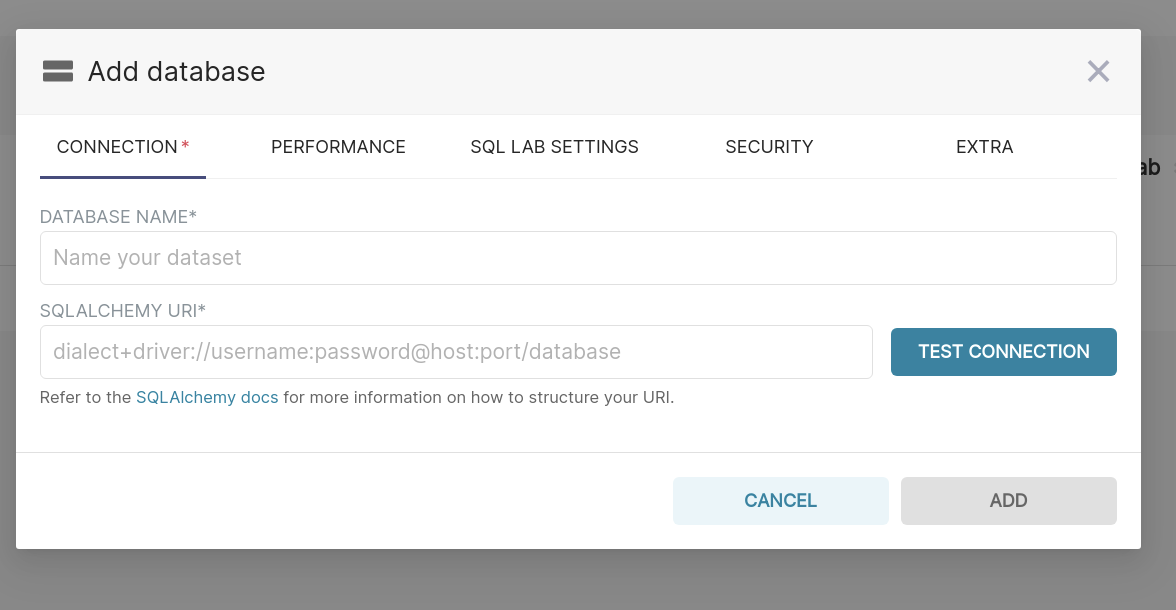 Add database
CONNECTION* PERFORMANCE SQL LAB SETTINGS SECURITY EXTRA
ab
DATABASE NAME*
Name your dataset
SQLALCHEMY URI*
dialect+driver://username:password@host:port/database TEST CONNECTION
Refer to the SQLAlchemy docs for more information on how to structure your URI.
CANCEL ADD